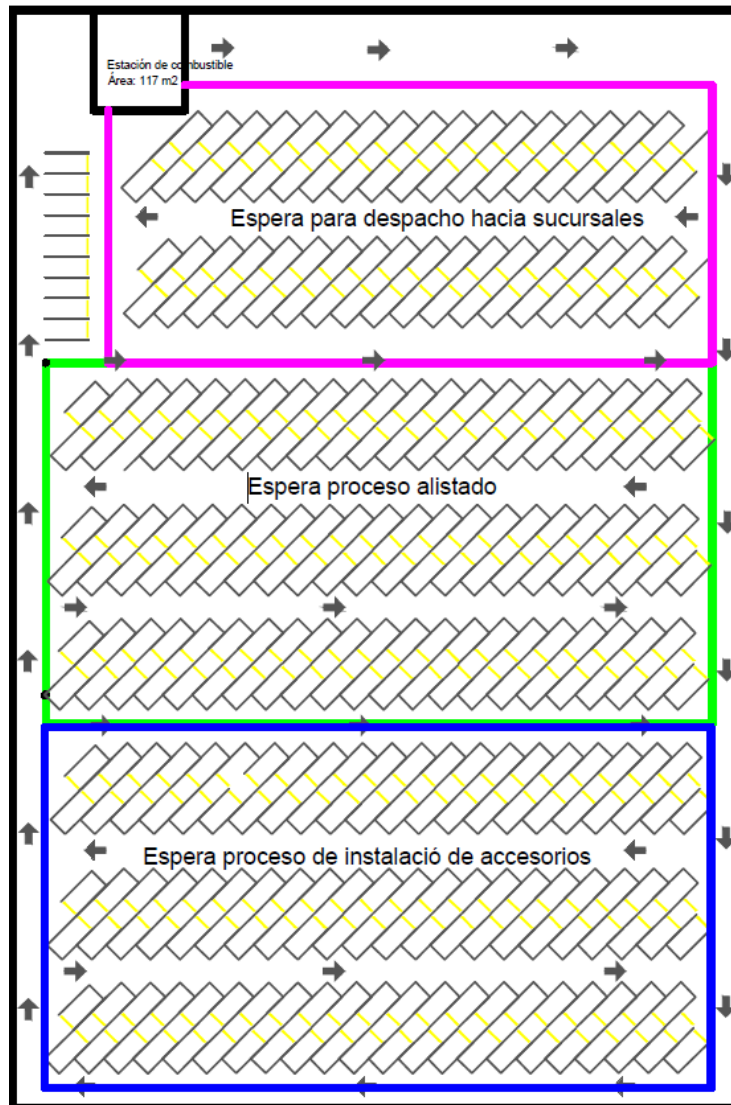 Estación de combustible
Área: 117 m2
Espera para despacho hacia sucursales
Espera proceso alistado
Espera proceso de instalació de accesorios